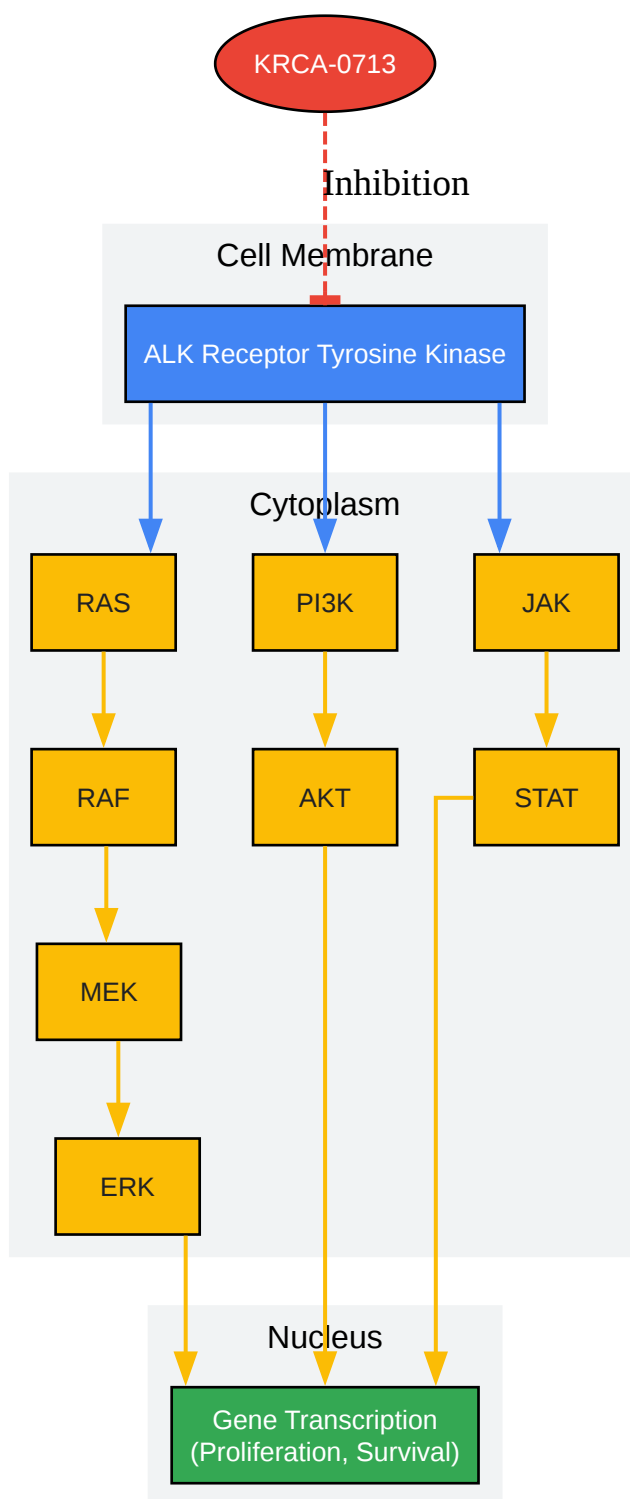 KRCA-0713
Inhibition
Cell Membrane
ALK Receptor Tyrosine Kinase
Cytoplasm
RAS
PI3K
JAK
RAF
AKT
STAT
MEK
ERK
Nucleus
Gene Transcription
(Proliferation, Survival)